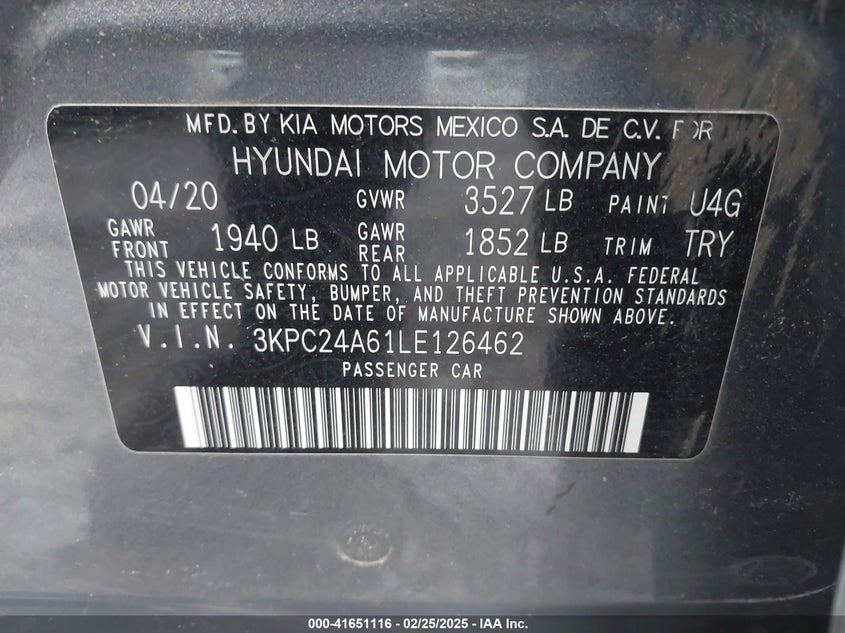 MFD. BY KIA MOTORS MEXICO S.A. DE C.V. FOR
HYUNDAI MOTOR COMPANY
04/20 GVWR 3527 LB PAINT U4G
GAWR FRONT 1940 LB GAWR REAR 1852 LB TRIM TRY
THIS VEHICLE CONFORMS TO ALL APPLICABLE U.S.A. FEDERAL
MOTOR VEHICLE SAFETY, BUMPER, AND THEFT PREVENTION STANDARDS
IN EFFECT ON THE DATE OF MANUFACTURE SHOWN ABOVE.
V.I.N. 3KPC24A61LE126462
PASSENGER CAR
000-41651116 - 02/25/2025 - IAA Inc.